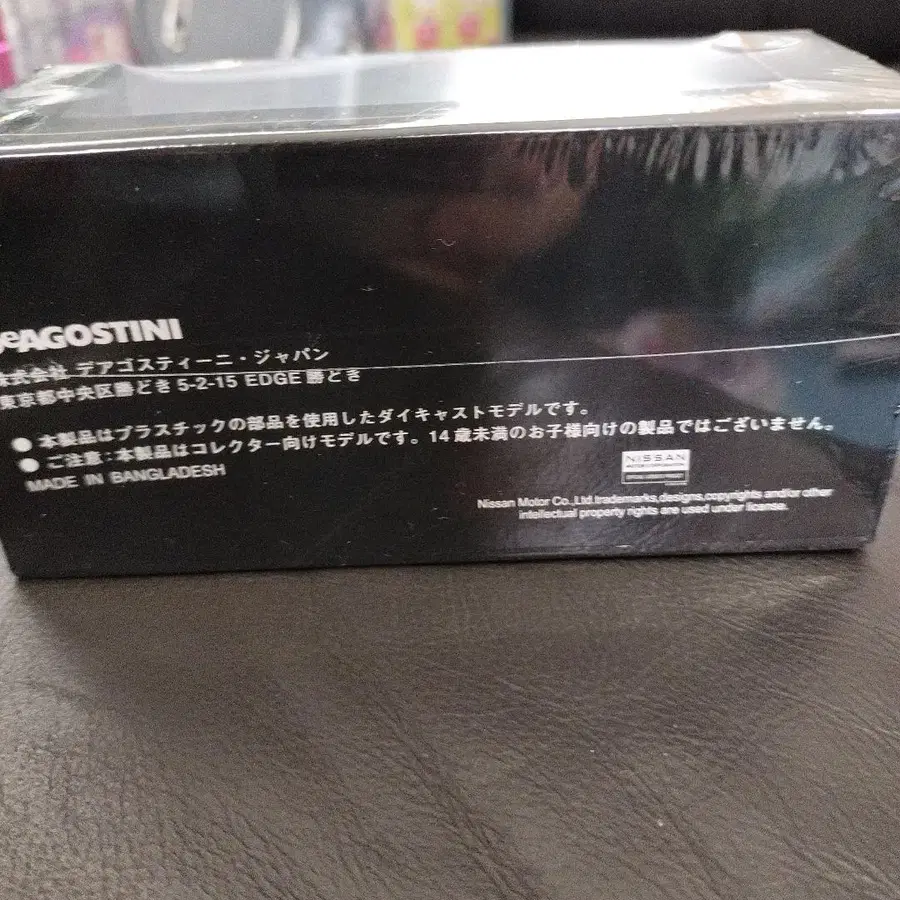 DeAGOSTINI
株式会社 デアゴスティーニ・ジャパン
東京都中央区勝どき 5-2-15 EDGE 勝どき
● 本製品はプラスチックの部品を使用したダイキャストモデルです。
● ご注意：本製品はコレクター向けモデルです。14 歳未満のお子様向けの製品ではございません。
MADE IN BANGLADESH
NISSAN
Nissan Motor Co.,Ltd.trademarks,designs,copyrights and/or other
intellectual property rights are used under license.